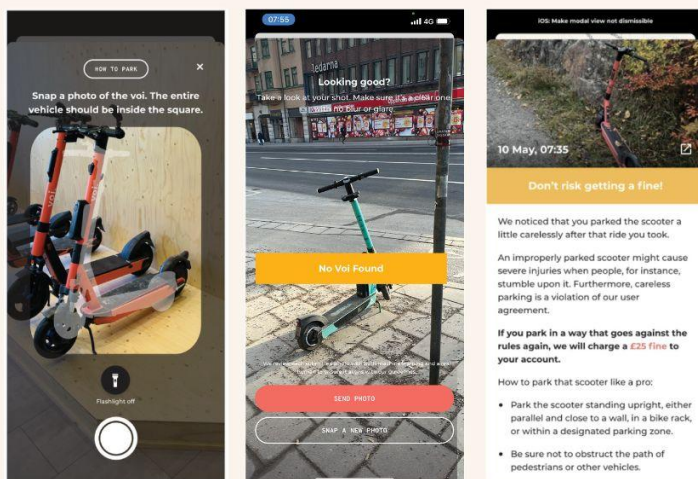 HOW TO PARK
Snap a photo of the voi. The entire
vehicle should be inside the square.
voi
Flashlight off
07:55
4G
ledarna
Looking good?
Take a look at your shot. Make sure it's a clear one
with no blur or glare.
No Voi Found
SEND PHOTO
SNAP A NEW PHOTO
iOS: Make modal view not dismissible
10 May, 07:35
Don't risk getting a fine!
We noticed that you parked the scooter a
little carelessly after that ride you took.
An improperly parked scooter might cause
severe injuries when people, for instance,
stumble upon it. Furthermore, careless
parking is a violation of our user
agreement.
If you park in a way that goes against the
rules again, we will charge a £25 fine to
your account.
How to park that scooter like a pro:
• Park the scooter standing upright, either
parallel and close to a wall, in a bike rack,
or within a designated parking zone.
• Be sure not to obstruct the path of
pedestrians or other vehicles.